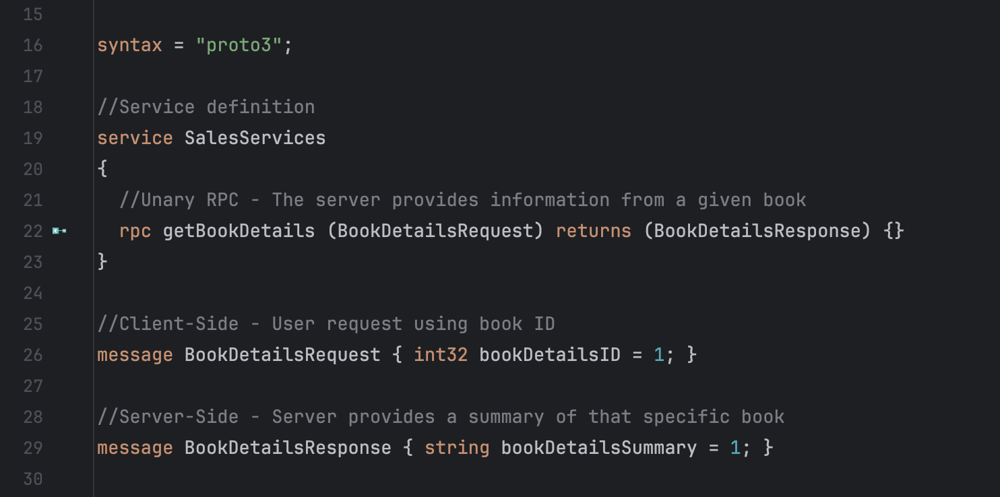 15
16 syntax = "proto3";
17
18 //Service definition
19 service SalesServices
20 {
21   //Unary RPC - The server provides information from a given book
22   rpc getBookDetails (BookDetailsRequest) returns (BookDetailsResponse) {}
23 }
24
25 //Client-Side - User request using book ID
26 message BookDetailsRequest { int32 bookDetailsID = 1; }
27
28 //Server-Side - Server provides a summary of that specific book
29 message BookDetailsResponse { string bookDetailsSummary = 1; }
30